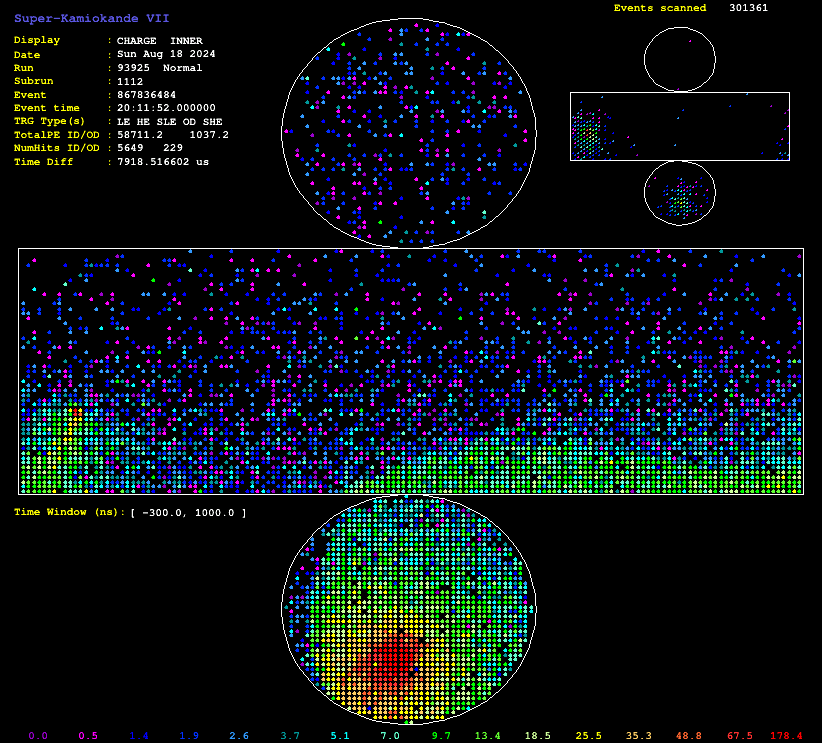 Super-Kamiokande VII
Events scanned 301361
Display : CHARGE INNER
Date : Sun Aug 18 2024
Run : 93925 Normal
Subrun : 1112
Event : 867836484
Event time : 20:11:52.000000
TRG Type(s) : LE HE SLE OD SHE
TotalPE ID/OD : 58711.2 1037.2
NumHits ID/OD : 5649 229
Time Diff : 7918.516602 us
Time Window (ns): [ -300.0, 1000.0 ]
0.0 0.5 1.4 1.9 2.6 3.7 5.1 7.0 9.7 13.4 18.5 25.5 35.3 48.8 67.5 178.4